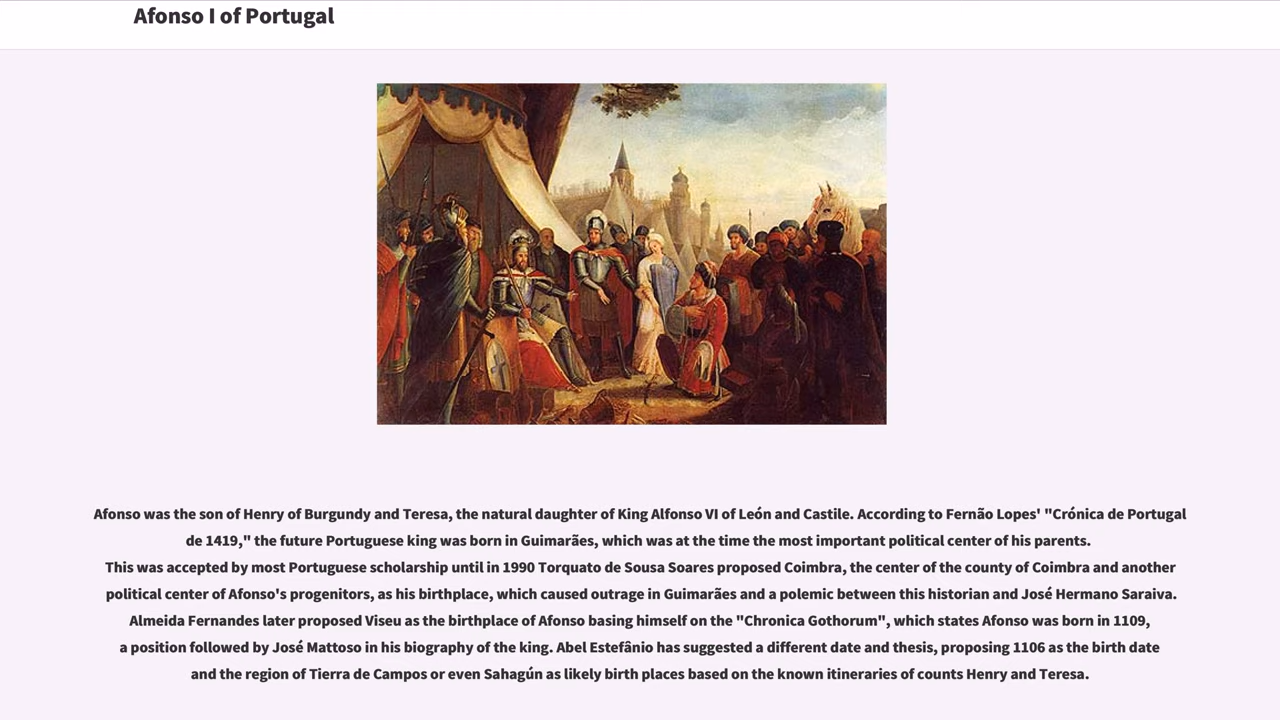 Afonso I of Portugal
Afonso was the son of Henry of Burgundy and Teresa, the natural daughter of King Alfonso VI of León and Castile. According to Fernão Lopes' "Crónica de Portugal
de 1419," the future Portuguese king was born in Guimarães, which was at the time the most important political center of his parents.
This was accepted by most Portuguese scholarship until in 1990 Torquato de Sousa Soares proposed Coimbra, the center of the county of Coimbra and another
political center of Afonso's progenitors, as his birthplace, which caused outrage in Guimarães and a polemic between this historian and José Hermano Saraiva.
Almeida Fernandes later proposed Viseu as the birthplace of Afonso basing himself on the "Chronica Gothorum", which states Afonso was born in 1109,
a position followed by José Mattoso in his biography of the king. Abel Estefânio has suggested a different date and thesis, proposing 1106 as the birth date
and the region of Tierra de Campos or even Sahagún as likely birth places based on the known itineraries of counts Henry and Teresa.